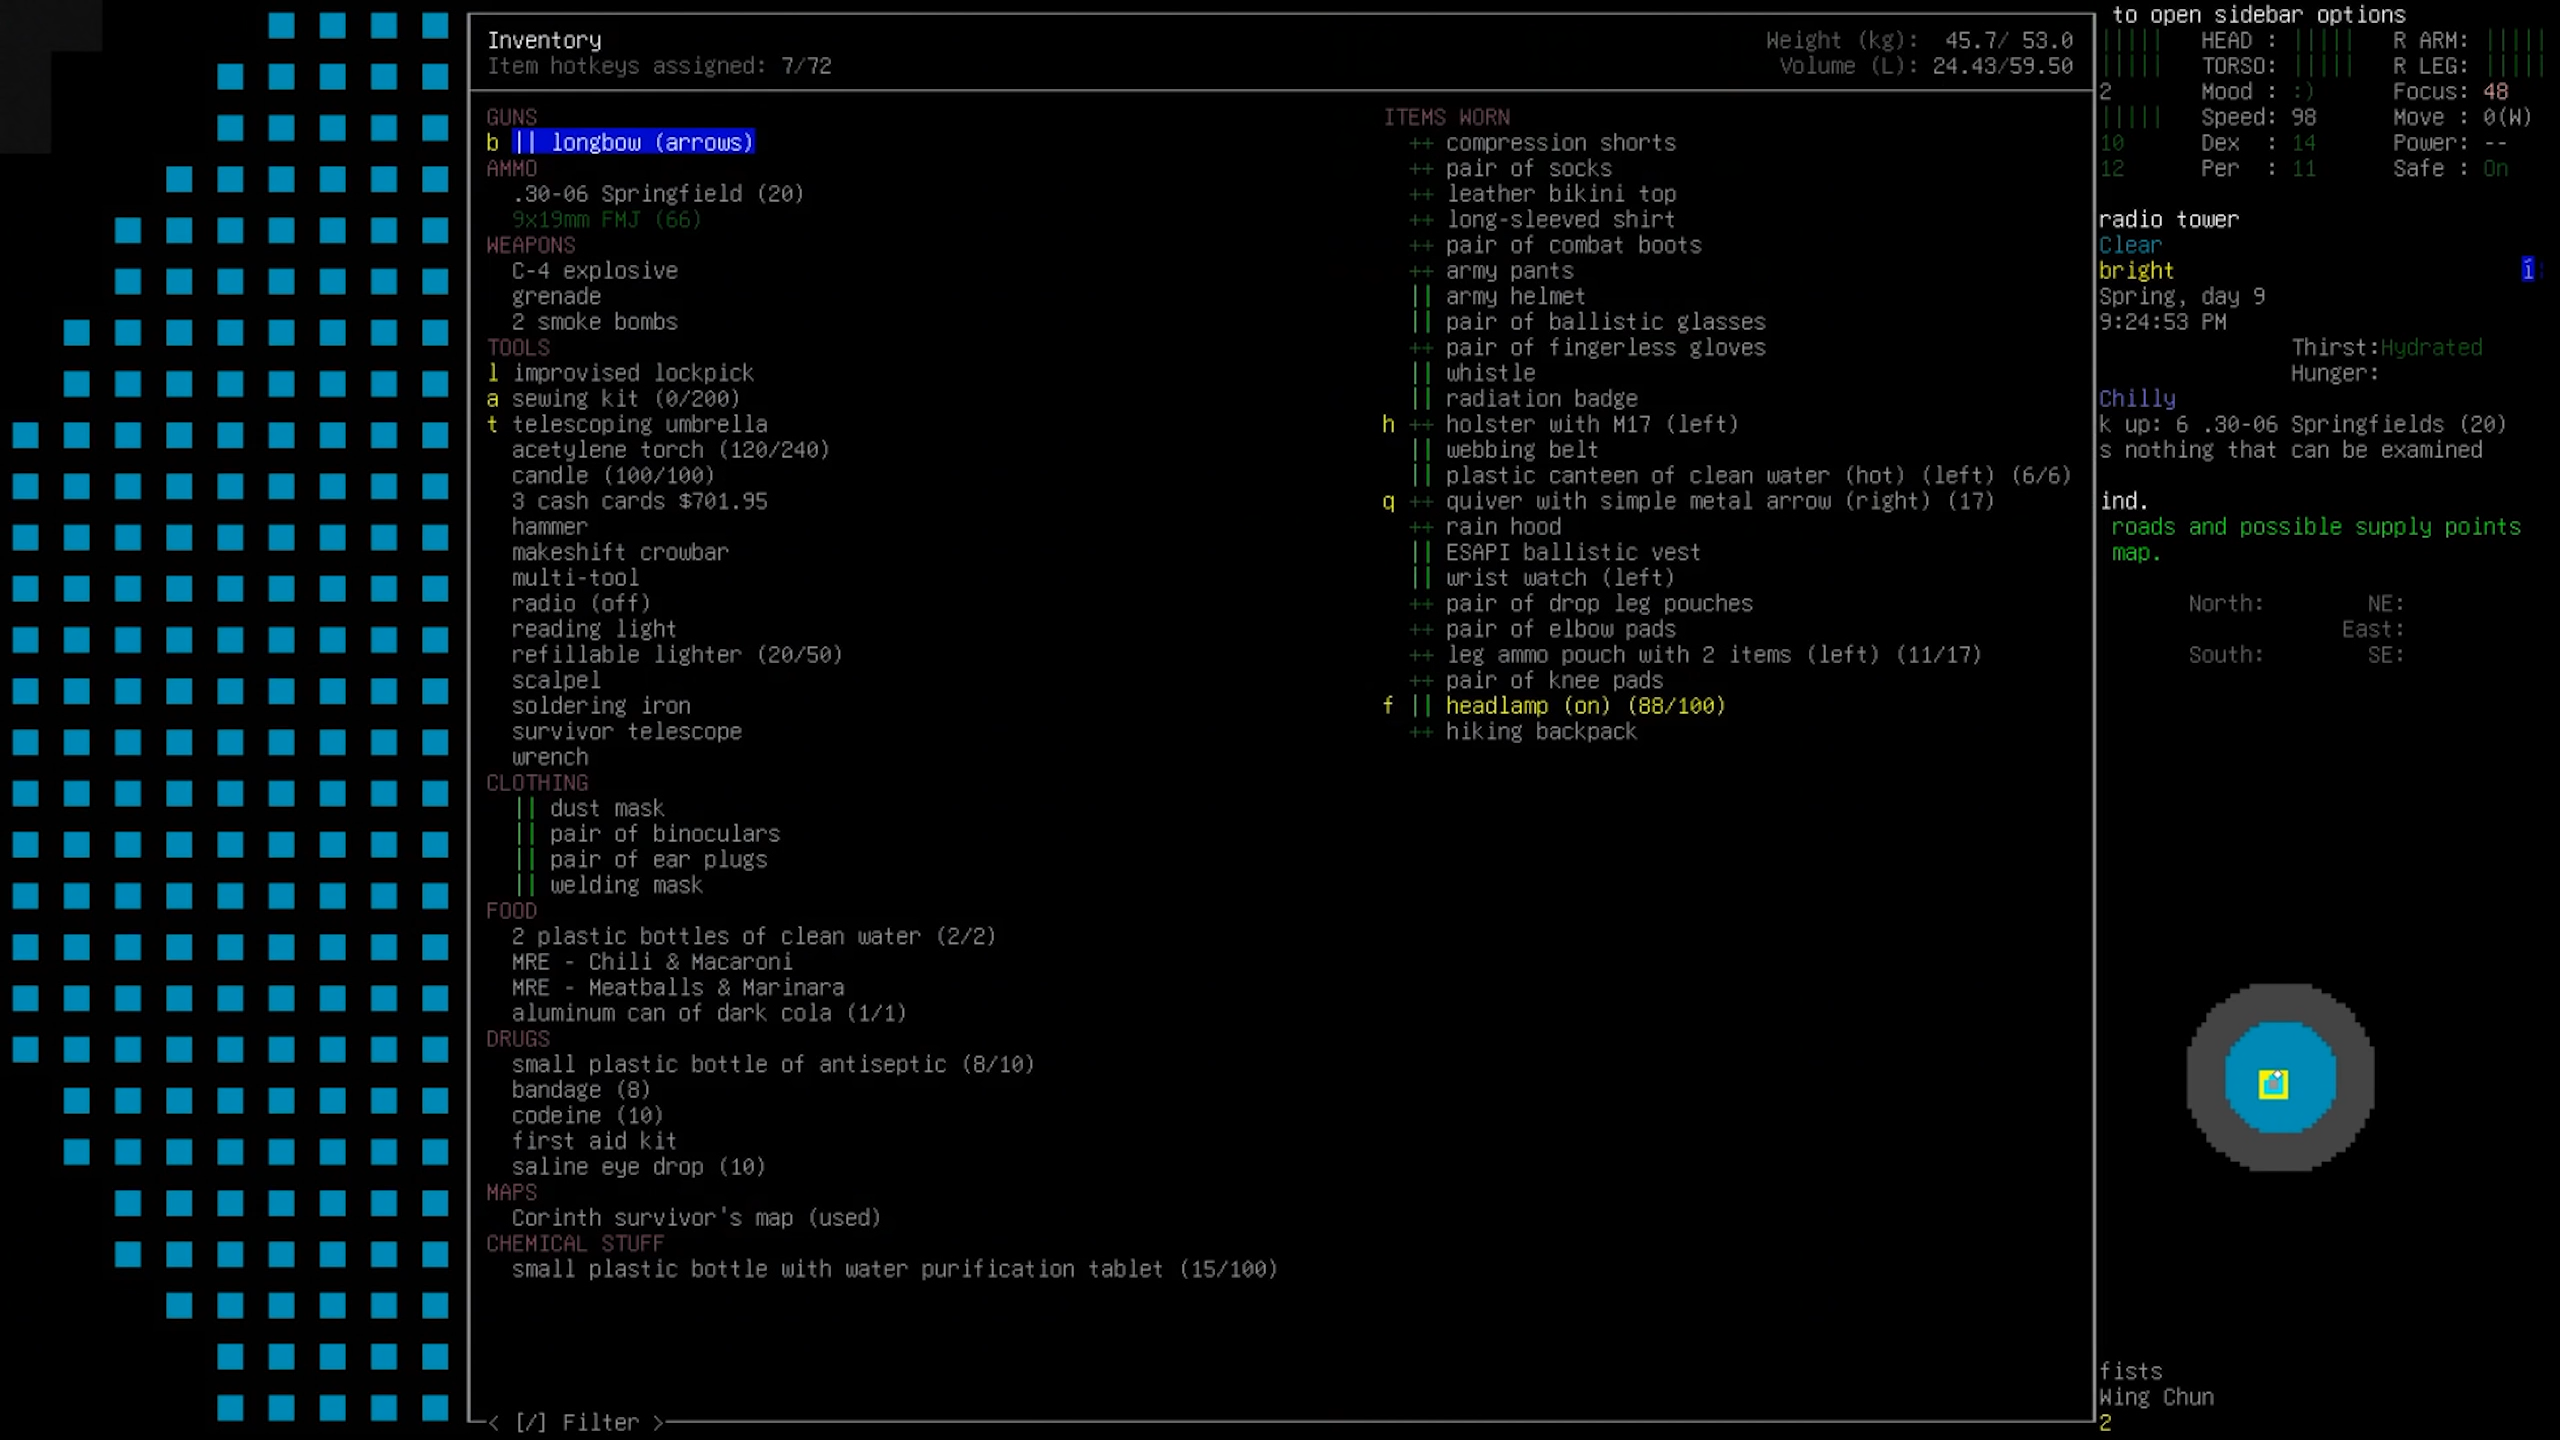 Inventory
Item hotkeys assigned: 7/72
Weight (kg): 45.7/ 53.0
Volume (L): 24.43/59.50
GUNS
b || longbow (arrows)
AMMO
.30-06 Springfield (20)
9x19mm FMJ (66)
WEAPONS
C-4 explosive
grenade
2 smoke bombs
TOOLS
l improvised lockpick
a sewing kit (0/200)
t telescoping umbrella
acetylene torch (120/240)
candle (100/100)
3 cash cards $701.95
hammer
makeshift crowbar
multi-tool
radio (off)
reading light
refillable lighter (20/50)
scalpel
soldering iron
survivor telescope
wrench
CLOTHING
|| dust mask
|| pair of binoculars
|| pair of ear plugs
|| welding mask
FOOD
2 plastic bottles of clean water (2/2)
MRE - Chili & Macaroni
MRE - Meatballs & Marinara
aluminum can of dark cola (1/1)
DRUGS
small plastic bottle of antiseptic (8/10)
bandage (8)
codeine (10)
first aid kit
saline eye drop (10)
MAPS
Corinth survivor's map (used)
CHEMICAL STUFF
small plastic bottle with water purification tablet (15/100)
< [/] Filter >
ITEMS WORN
++ compression shorts
++ pair of socks
++ leather bikini top
++ long-sleeved shirt
++ pair of combat boots
++ army pants
|| army helmet
|| pair of ballistic glasses
++ pair of fingerless gloves
|| whistle
|| radiation badge
h ++ holster with M17 (left)
|| webbing belt
|| plastic canteen of clean water (hot) (left) (6/6)
q ++ quiver with simple metal arrow (right) (17)
++ rain hood
|| ESAPI ballistic vest
|| wrist watch (left)
++ pair of drop leg pouches
++ pair of elbow pads
++ leg ammo pouch with 2 items (left) (11/17)
++ pair of knee pads
f || headlamp (on) (88/100)
++ hiking backpack
to open sidebar options
||||| HEAD : ||||| R ARM: |||||
||||| TORSO: ||||| R LEG: |||||
2 Mood : :) Focus: 48
||||| Speed: 98 Move : 0(W)
10 Dex : 14 Power: --
12 Per : 11 Safe : On
radio tower
Clear
bright
Spring, day 9
9:24:53 PM
Thirst:Hydrated
Hunger:
Chilly
k up: 6 .30-06 Springfields (20)
s nothing that can be examined
ind.
roads and possible supply points
map.
North: NE:
East:
South: SE:
fists
Wing Chun
2